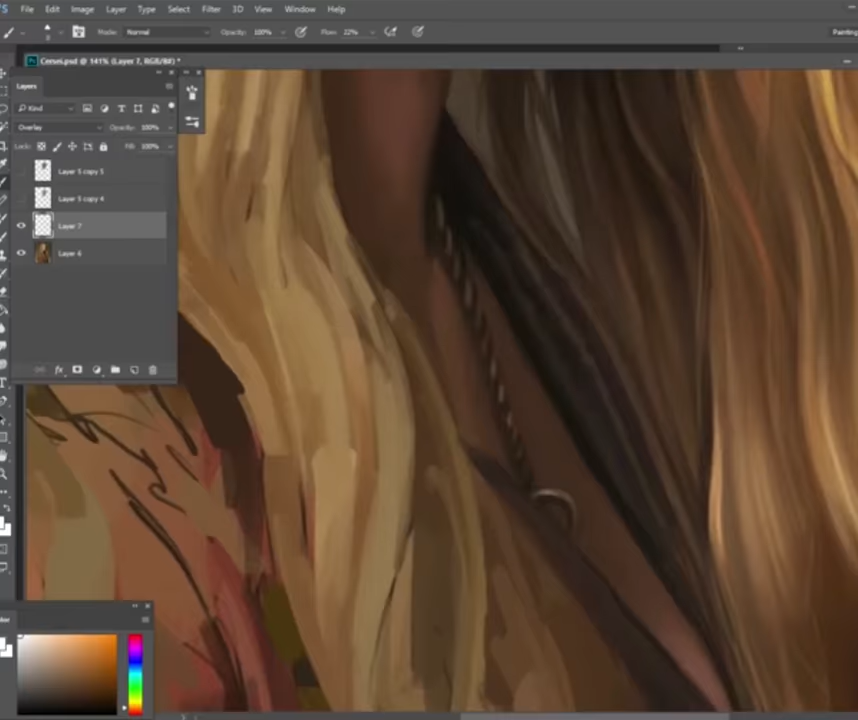 File Edit Image Layer Type Select Filter 3D View Window Help
Mode: Normal Opacity: 100% Flow: 22% Painting
Cersei.psd @ 141% (Layer 7, RGB/8#) *
Layers
Kind
Overlay Opacity: 100%
Lock: Fill: 100%
Layer 5 copy 5
Layer 5 copy 4
Layer 7
Layer 6